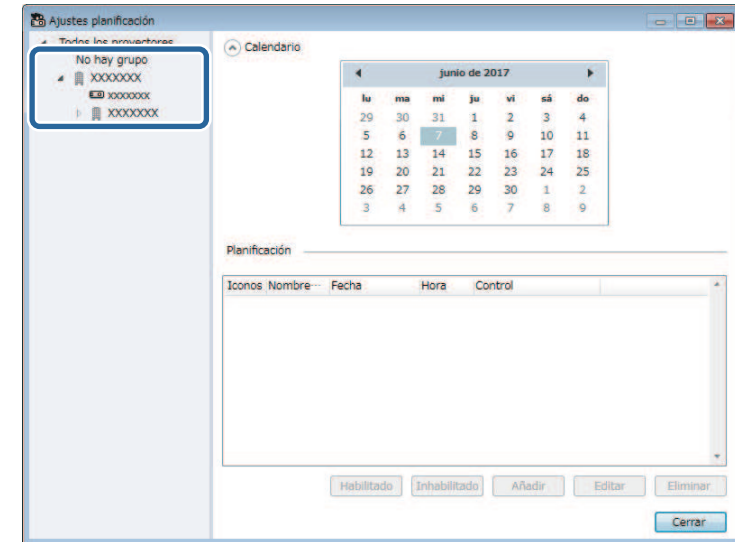 Ajustes planificación
Todos los proyectores
No hay grupo
XXXXXXX
XXXXXXX
XXXXXXX
Calendario
junio de 2017
lu ma mi ju vi sá do
29 30 31 1 2 3 4
5 6 7 8 9 10 11
12 13 14 15 16 17 18
19 20 21 22 23 24 25
26 27 28 29 30 1 2
3 4 5 6 7 8 9
Planificación
Iconos Nombre··· Fecha Hora Control
Habilitado Inhabilitado Añadir Editar Eliminar
Cerrar